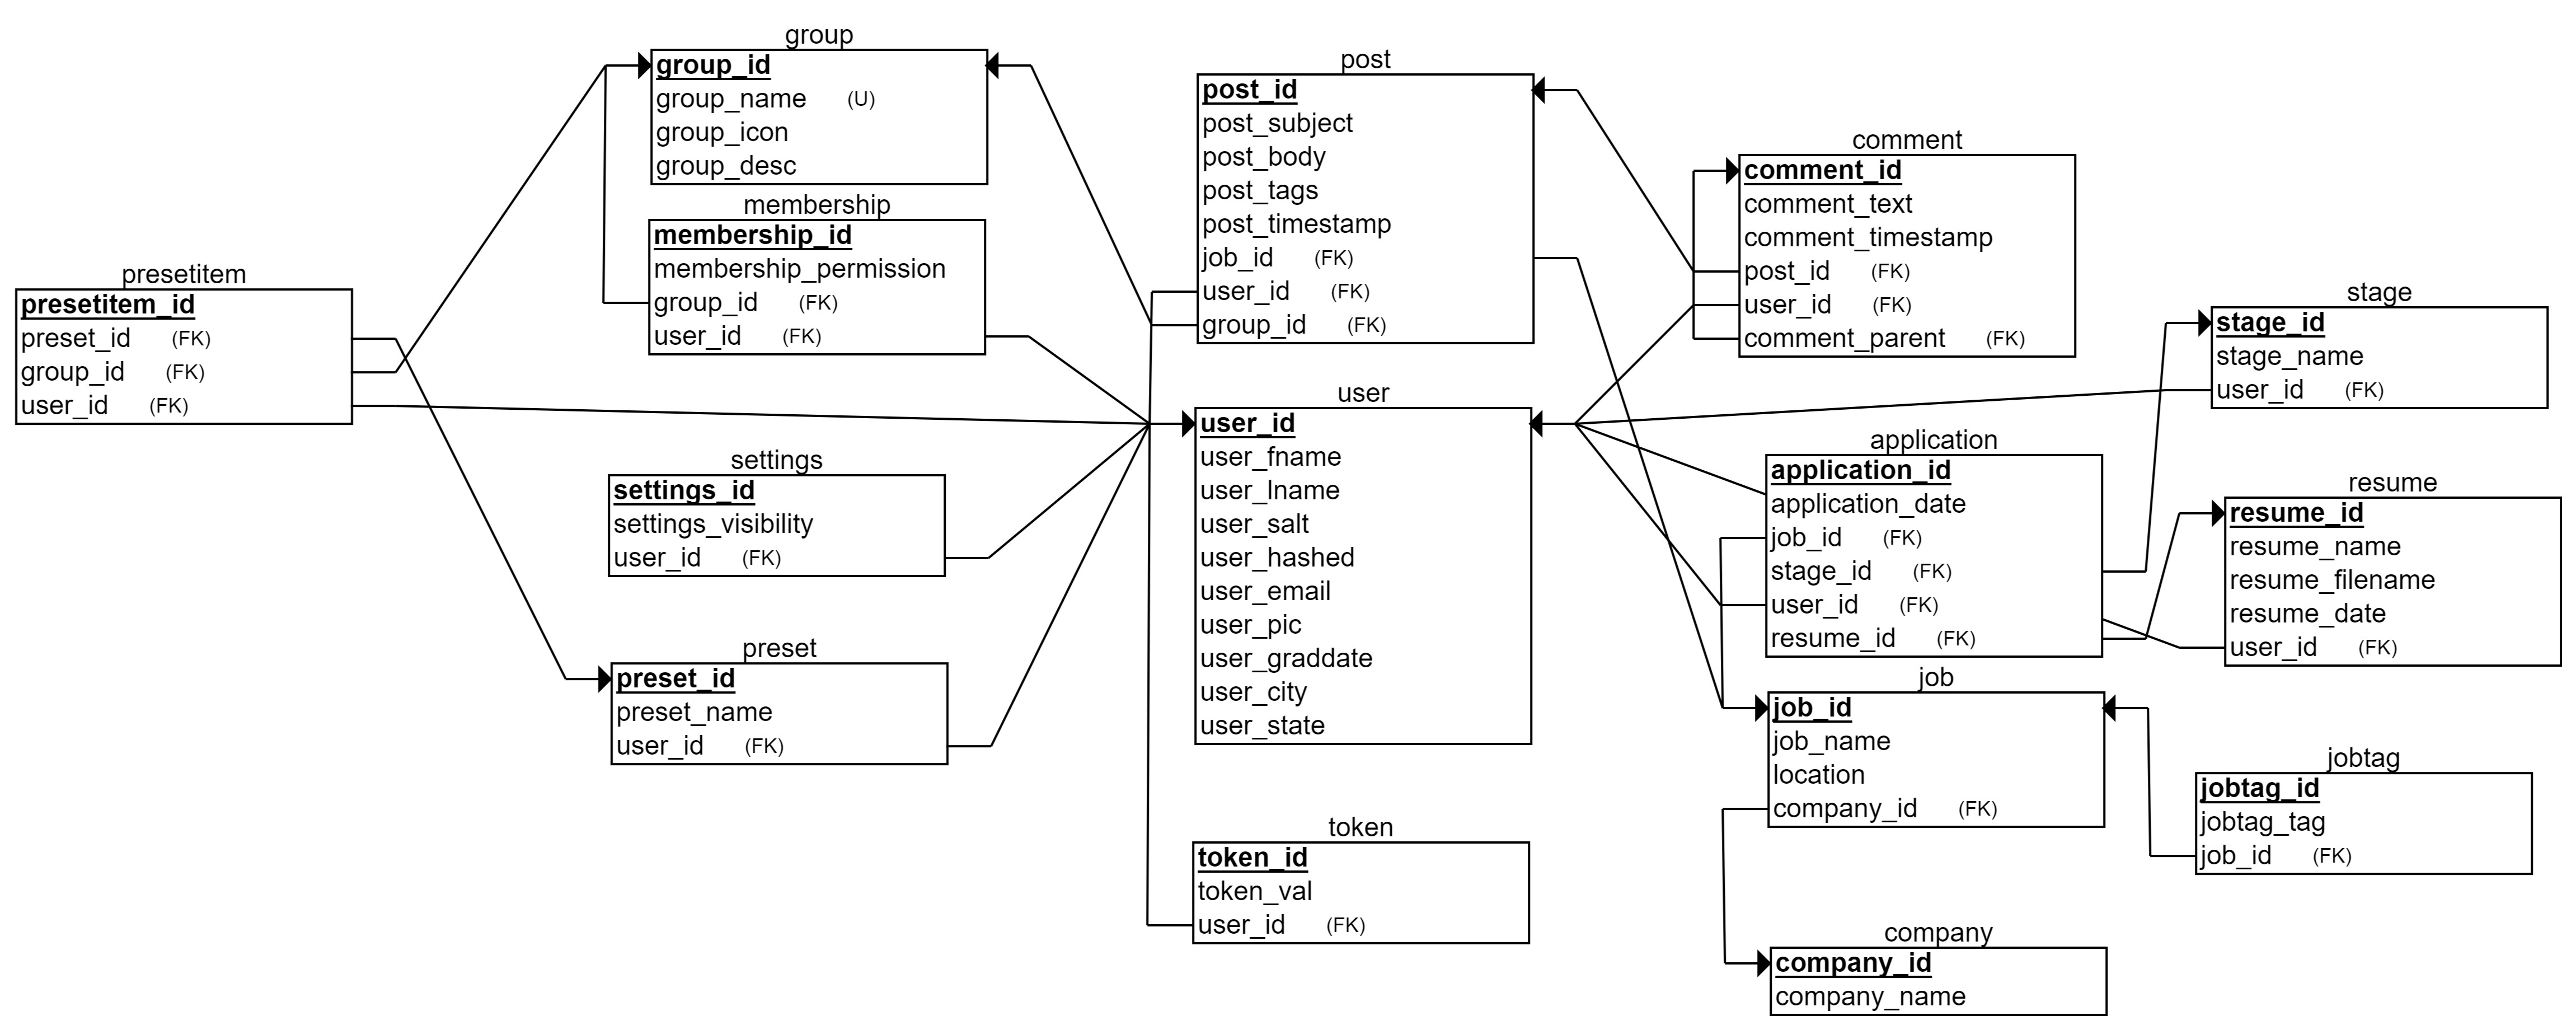 group
group_id
group_name (U)
group_icon
group_desc
membership
membership_id
membership_permission
group_id (FK)
user_id (FK)
presetitem
presetitem_id
preset_id (FK)
group_id (FK)
user_id (FK)
settings
settings_id
settings_visibility
user_id (FK)
preset
preset_id
preset_name
user_id (FK)
post
post_id
post_subject
post_body
post_tags
post_timestamp
job_id (FK)
user_id (FK)
group_id (FK)
user
user_id
user_fname
user_lname
user_salt
user_hashed
user_email
user_pic
user_graddate
user_city
user_state
token
token_id
token_val
user_id (FK)
comment
comment_id
comment_text
comment_timestamp
post_id (FK)
user_id (FK)
comment_parent (FK)
application
application_id
application_date
job_id (FK)
stage_id (FK)
user_id (FK)
resume_id (FK)
job
job_id
job_name
location
company_id (FK)
company
company_id
company_name
stage
stage_id
stage_name
user_id (FK)
resume
resume_id
resume_name
resume_filename
resume_date
user_id (FK)
jobtag
jobtag_id
jobtag_tag
job_id (FK)